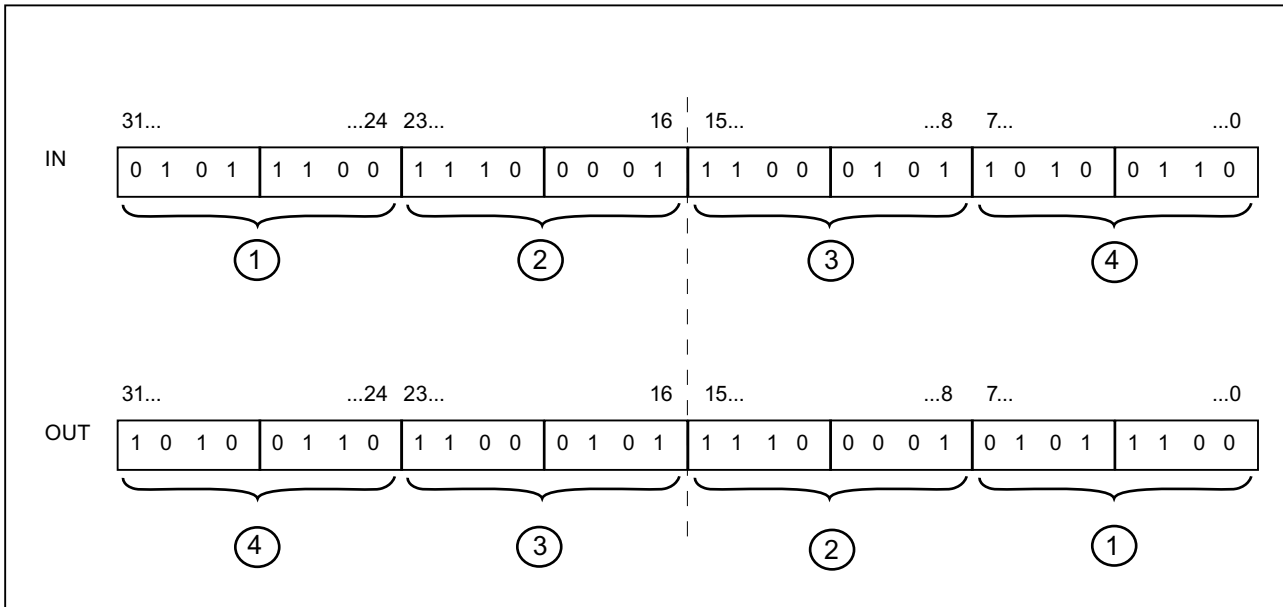 31... ...24 23... 16 15... ...8 7... ...0
IN 0 1 0 1 1 1 0 0 1 1 1 0 0 0 0 1 1 1 0 0 0 1 0 1 1 0 1 0 0 1 1 0
1 2 3 4
31... ...24 23... 16 15... ...8 7... ...0
OUT 1 0 1 0 0 1 1 0 1 1 0 0 0 1 0 1 1 1 1 0 0 0 0 1 0 1 0 1 1 1 0 0
4 3 2 1